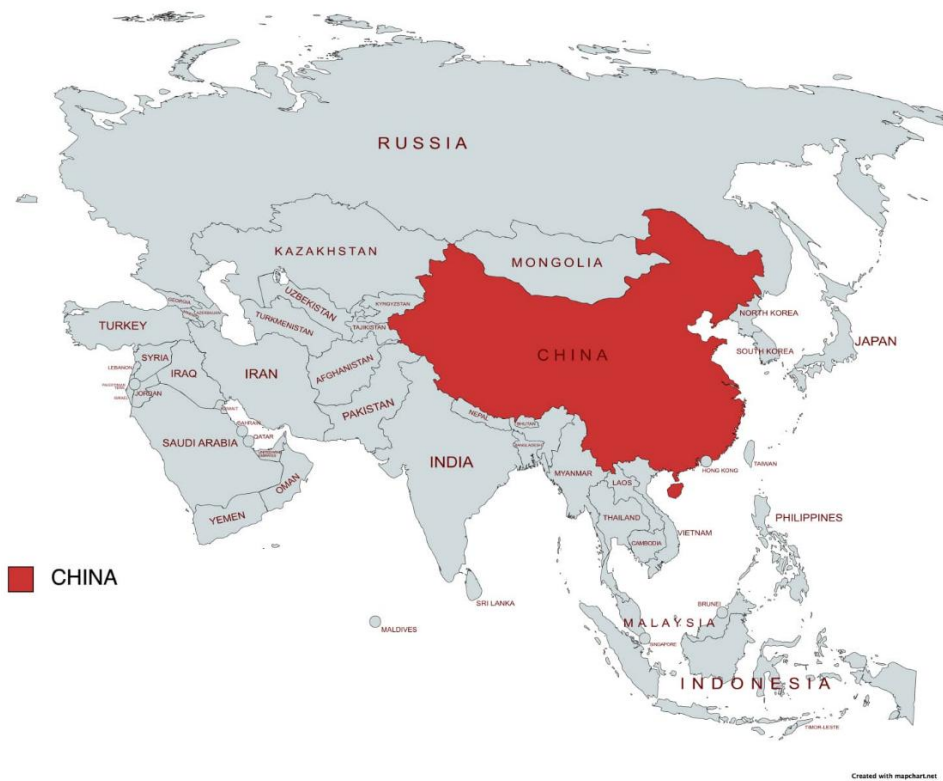 RUSSIA
KAZAKHSTAN
MONGOLIA
UZBEKISTAN
KYRGYZSTAN
GEORGIA
AZERBAIJAN
TURKMENISTAN
TAJIKISTAN
NORTH KOREA
TURKEY
JAPAN
SOUTH KOREA
CHINA
SYRIA
LEBANON
IRAQ
IRAN
AFGHANISTAN
JORDAN
PAKISTAN
KUWAIT
NEPAL
BHUTAN
BAHRAIN
SAUDI ARABIA
QATAR
BANGLADESH
INDIA
TAIWAN
HONG KONG
MYANMAR
LAOS
OMAN
YEMEN
THAILAND
PHILIPPINES
VIETNAM
CAMBODIA
CHINA
SRI LANKA
BRUNEI
MALAYSIA
MALDIVES
SINGAPORE
INDONESIA
TIMOR-LESTE
Created with mapchart.net